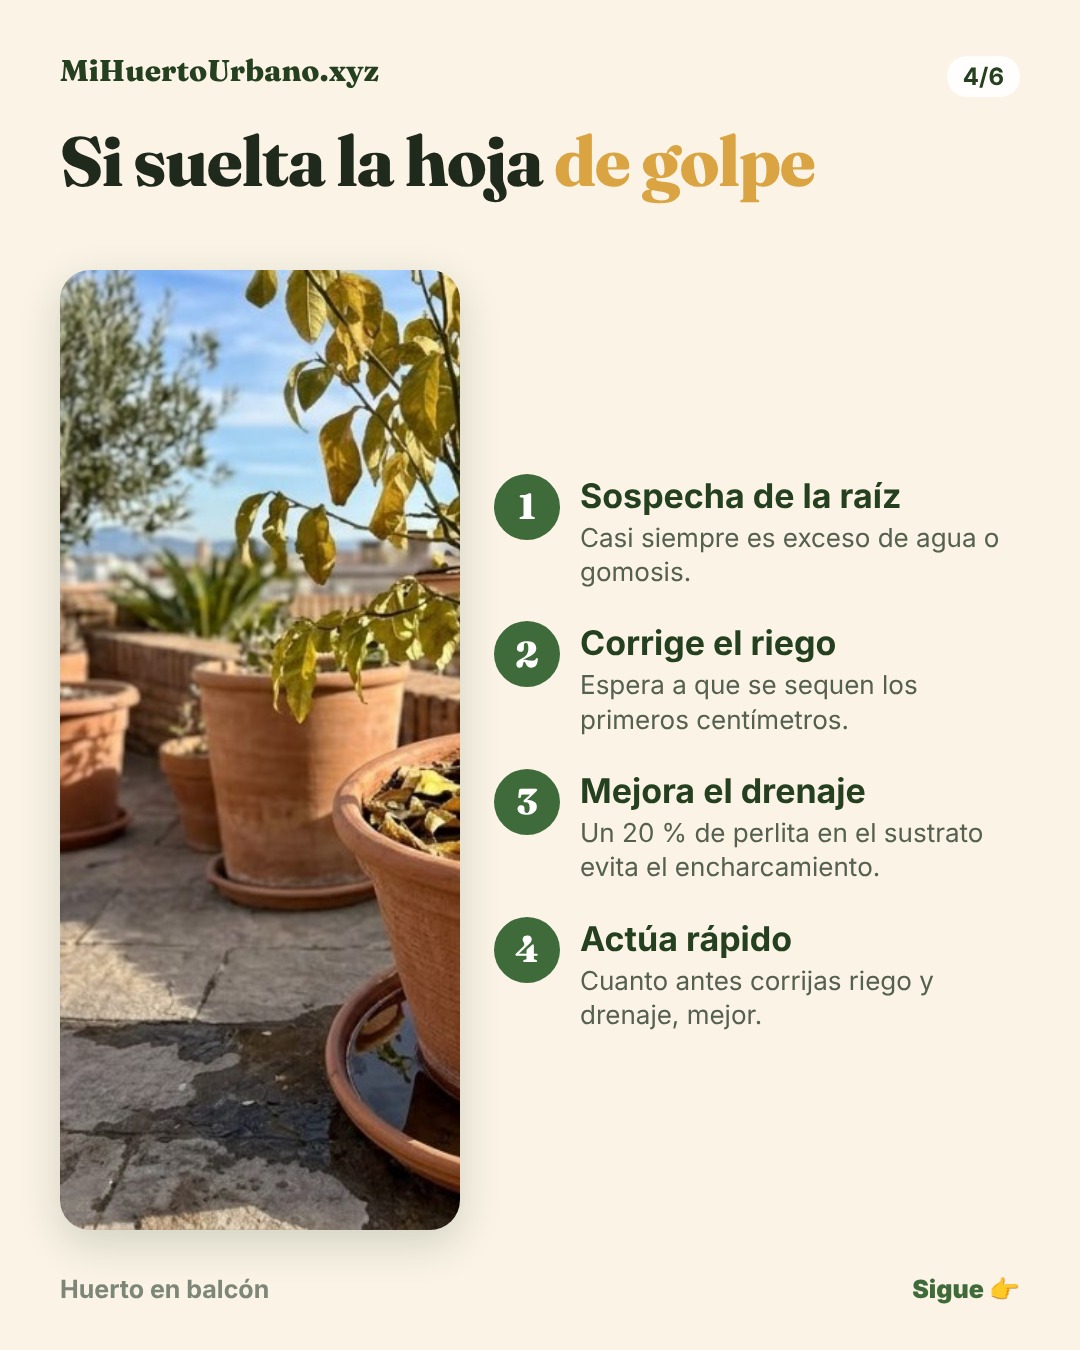 MiHuertoUrbano.xyz
4/6
Si suelta la hoja de golpe
1
Sospecha de la raíz
Casi siempre es exceso de agua o
gomosis.
2
Corrige el riego
Espera a que se sequen los
primeros centímetros.
3
Mejora el drenaje
Un 20 % de perlita en el sustrato
evita el encharcamiento.
4
Actúa rápido
Cuanto antes corrijas riego y
drenaje, mejor.
Huerto en balcón
Sigue 👉